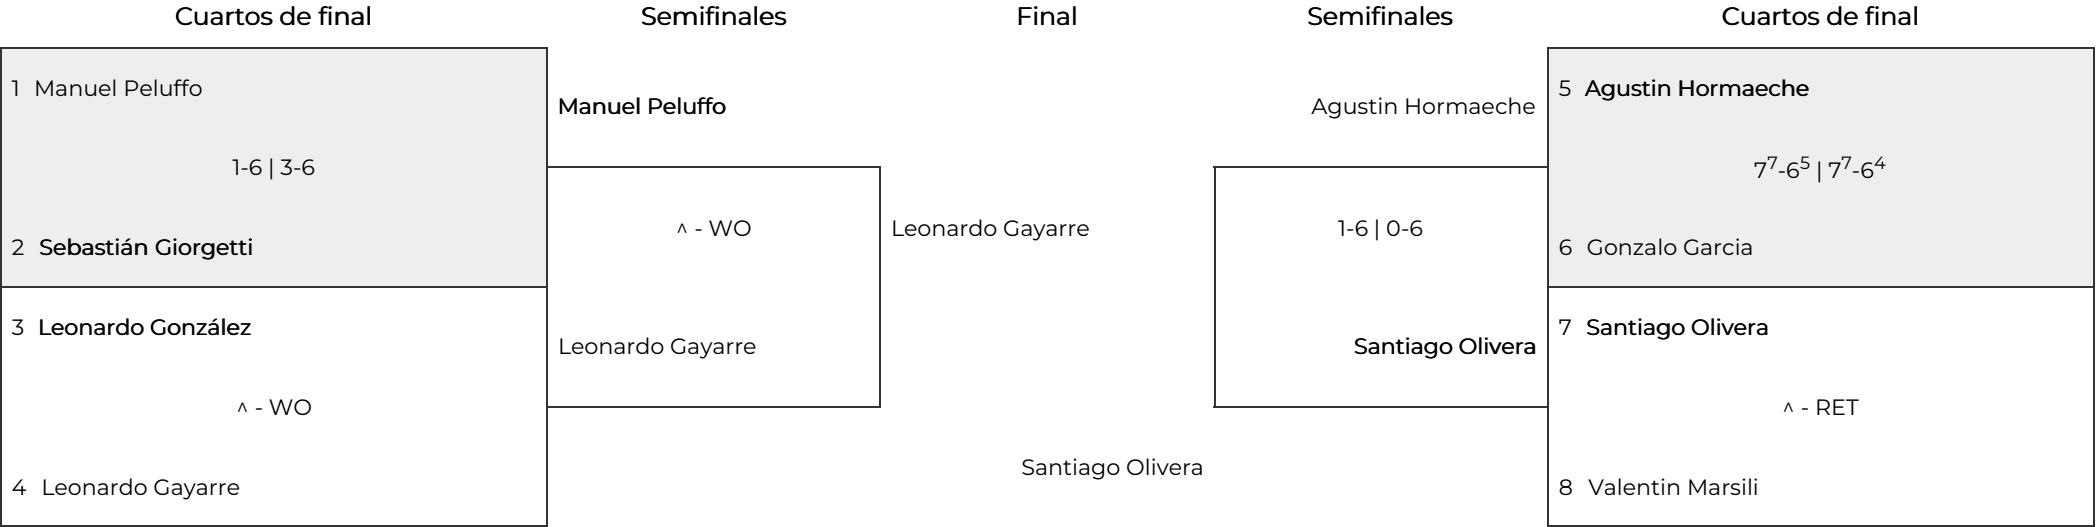 Cuartos de final
Semifinales
Final
Semifinales
Cuartos de final
1 Manuel Peluffo
1-6 | 3-6
2 Sebastián Giorgetti
3 Leonardo González
^ - WO
4 Leonardo Gayarre
Manuel Peluffo
^ - WO
Leonardo Gayarre
Leonardo Gayarre
Santiago Olivera
Agustin Hormaeche
1-6 | 0-6
Santiago Olivera
5 Agustin Hormaeche
7⁷-6⁵ | 7⁷-6⁴
6 Gonzalo Garcia
7 Santiago Olivera
^ - RET
8 Valentin Marsili